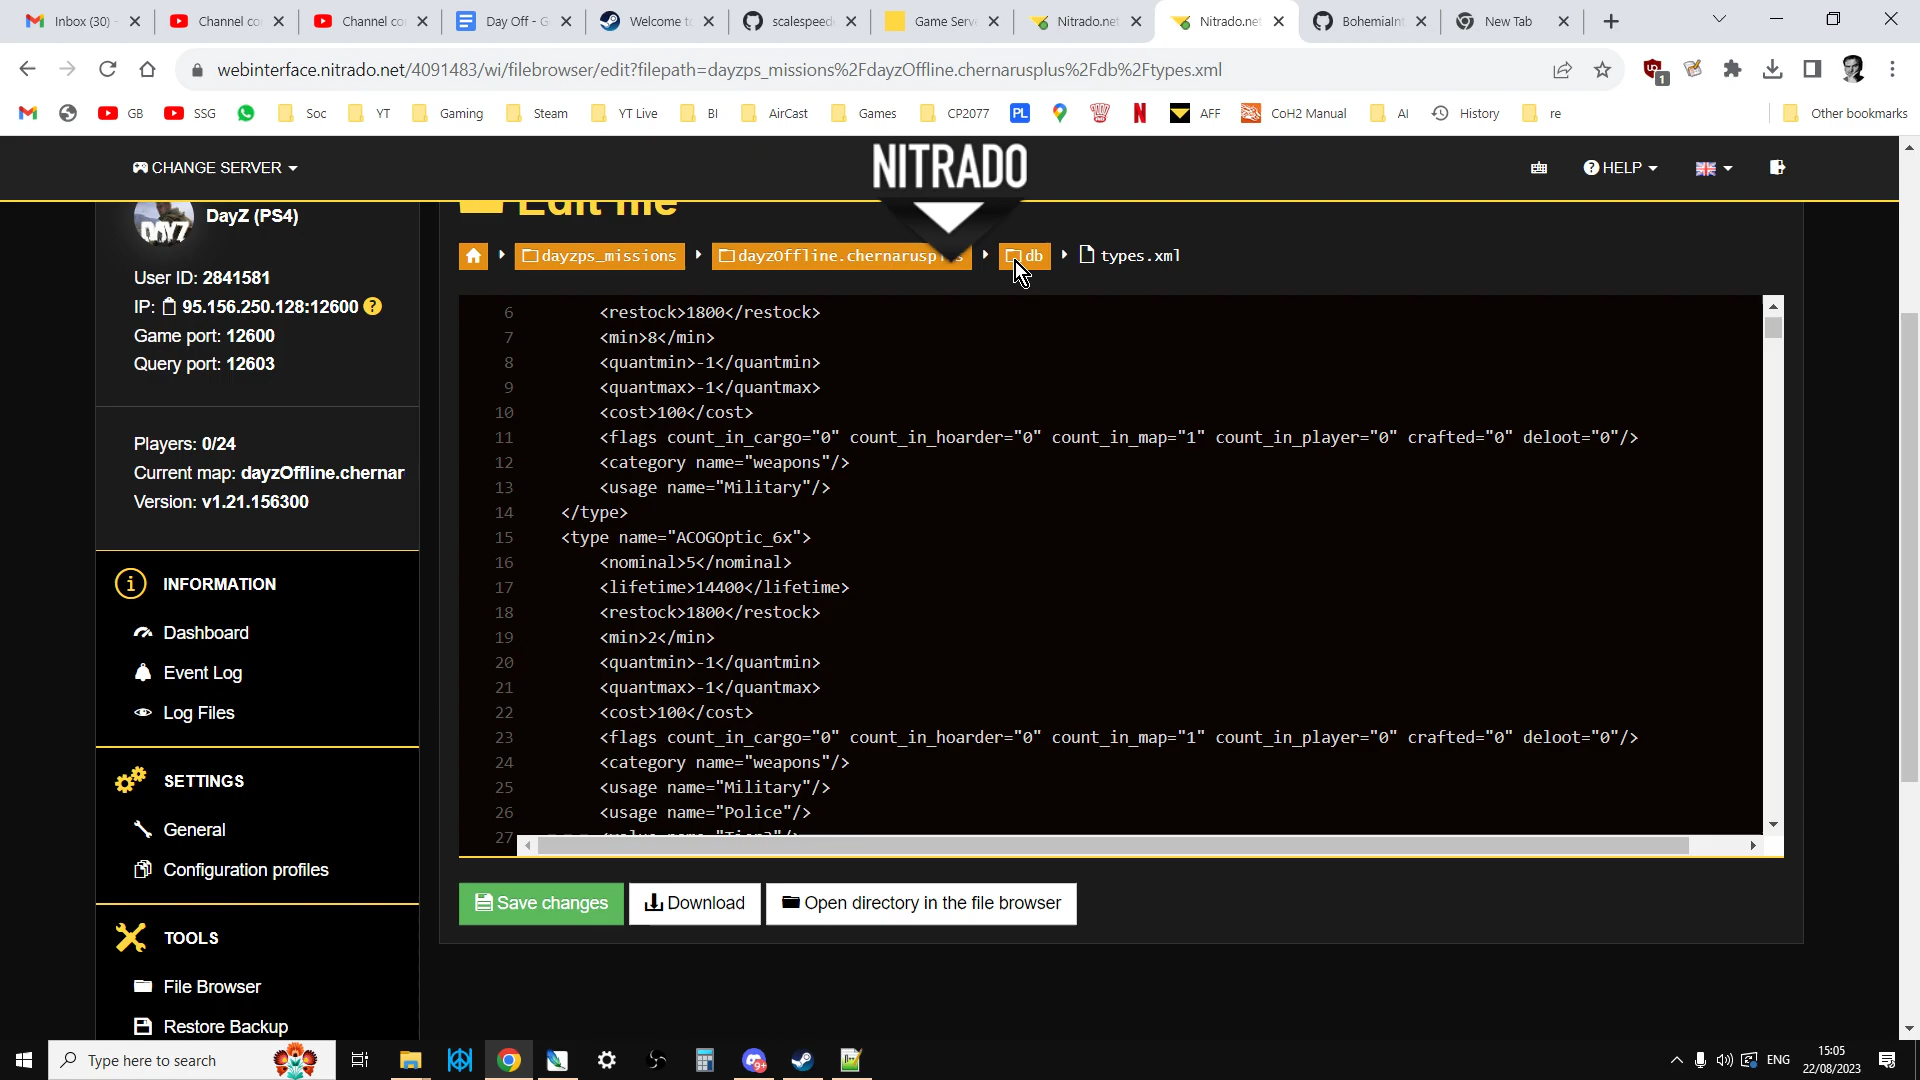 Inbox (30) -
Channel co
Channel co
Day Off - G
Welcome t
scalespeed
Game Serv
Nitrado.net
Nitrado.net
BohemiaInt
New Tab
webinterface.nitrado.net/4091483/wi/filebrowser/edit?filepath=dayzps_missions%2FdayzOffline.chernarusplus%2Fdb%2Ftypes.xml
1
GB
SSG
Soc
YT
Gaming
Steam
YT Live
BI
AirCast
Games
CP2077
PL
AFF
CoH2 Manual
AI
History
re
Other bookmarks
CHANGE SERVER
NITRADO
HELP
DAYZ
DayZ (PS4)
User ID: 2841581
IP: 95.156.250.128:12600
Game port: 12600
Query port: 12603
Players: 0/24
Current map: dayzOffline.chernar
Version: v1.21.156300
INFORMATION
Dashboard
Event Log
Log Files
SETTINGS
General
Configuration profiles
TOOLS
File Browser
Restore Backup
Edit file
dayzps_missions
dayzOffline.chernarusplus
db
types.xml
6 <restock>1800</restock>
7 <min>8</min>
8 <quantmin>-1</quantmin>
9 <quantmax>-1</quantmax>
10 <cost>100</cost>
11 <flags count_in_cargo="0" count_in_hoarder="0" count_in_map="1" count_in_player="0" crafted="0" deloot="0"/>
12 <category name="weapons"/>
13 <usage name="Military"/>
14 </type>
15 <type name="ACOGOptic_6x">
16 <nominal>5</nominal>
17 <lifetime>14400</lifetime>
18 <restock>1800</restock>
19 <min>2</min>
20 <quantmin>-1</quantmin>
21 <quantmax>-1</quantmax>
22 <cost>100</cost>
23 <flags count_in_cargo="0" count_in_hoarder="0" count_in_map="1" count_in_player="0" crafted="0" deloot="0"/>
24 <category name="weapons"/>
25 <usage name="Military"/>
26 <usage name="Police"/>
27
Save changes
Download
Open directory in the file browser
Type here to search
ENG
15:05
22/08/2023